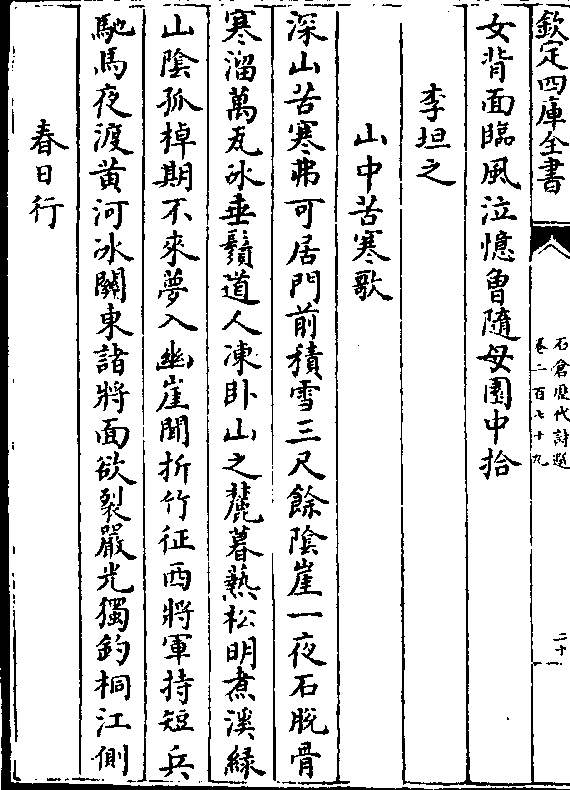 欽定四庫全書
石倉歴代詩選
卷二百七十九
二十
女背面臨風泣憶曾隨母園中拾
李坦之
山中苦寒歌
深山苦寒弗可居門前積雪三尺餘陰崖一夜石脱骨
寒溜萬瓦冰垂鬚道人凍卧山之麓暮爇松明煮溪緑
山陰孤棹期不來夢入幽崖聞折竹征西將軍持短兵
馳馬夜渡黄河冰關東諸將面欲裂嚴光獨釣桐江側
春日行